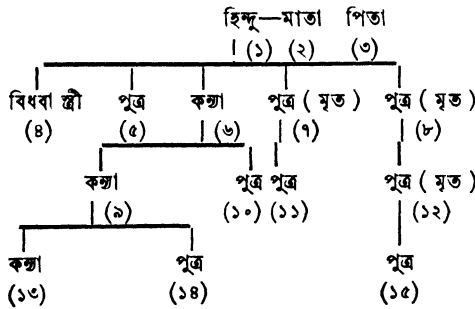 হিন্দু—মাতা পিতা
(১) (২) (৩)
বিধবা স্ত্রী পুত্র কন্যা পুত্র (মৃত) পুত্র (মৃত)
(৪) (৫) (৬) (৭) (৮)
কন্যা পুত্র পুত্র পুত্র (মৃত)
(৯) (১০) (১১) (১২)
কন্যা পুত্র পুত্র
(১৩) (১৪) (১৫)